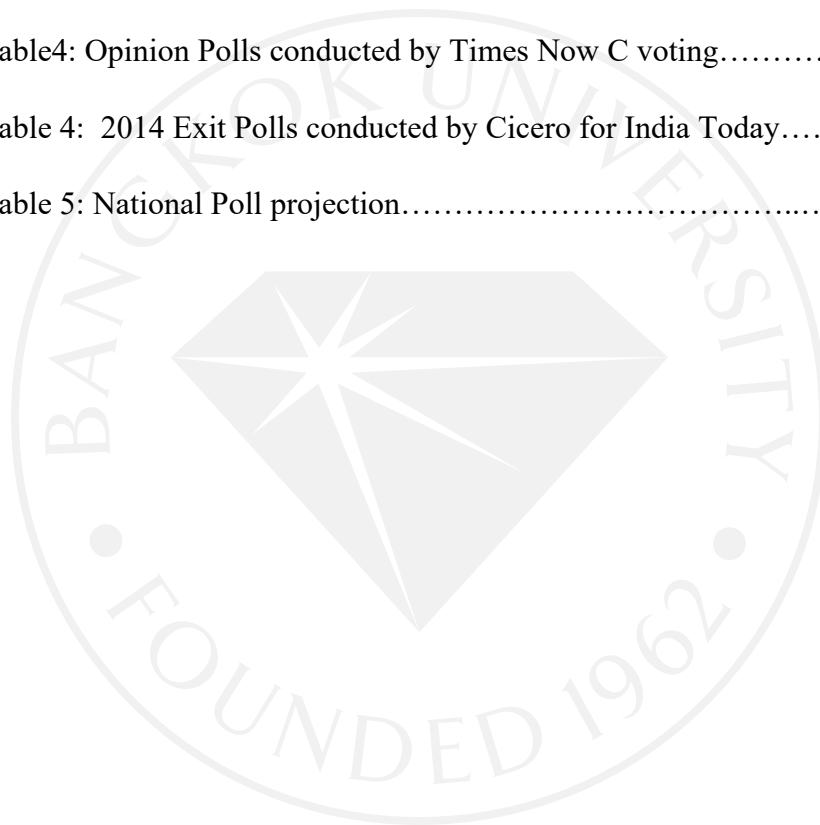 able4: Opinion Polls conducted by Times Now C voting……….
able 4:  2014 Exit Polls conducted by Cicero for India Today….
able 5: National Poll projection………………………………...…
BANGKOK UNIVERSITY
FOUNDED 1962